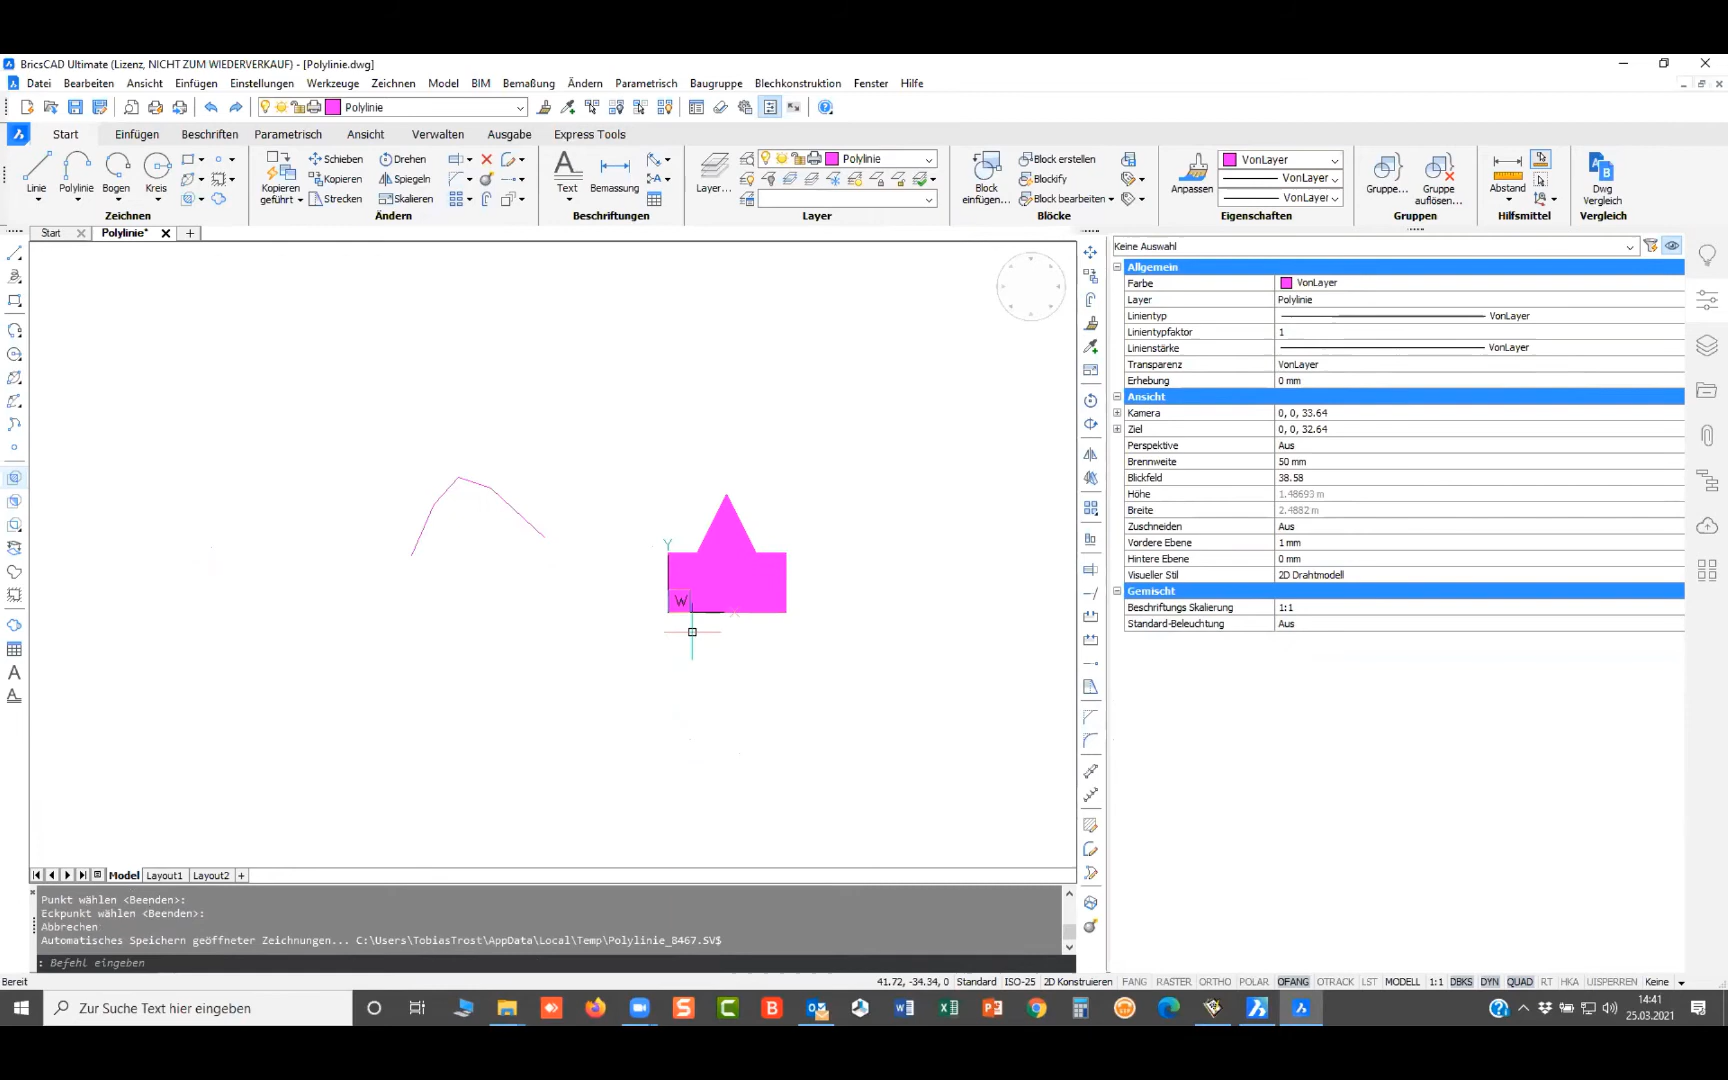 BricsCAD Ultimate (Lizenz, NICHT ZUM WIEDERVERKAUF) - [Polylinie.dwg]
Datei Bearbeiten Ansicht Einfügen Einstellungen Werkzeuge Zeichnen Model BIM Bemaßung Ändern Parametrisch Baugruppe Blechkonstruktion Fenster Hilfe
Polylinie
Start Einfügen Beschriften Parametrisch Ansicht Verwalten Ausgabe Express Tools
Schieben Drehen Polylinie VonLayer
Block erstellen
Kopieren Spiegeln Blockify VonLayer
Linie Polylinie Bogen Kreis Kopieren geführt Text Bemassung Layer... Block einfügen... Anpassen Gruppe... Gruppe auflösen... Abstand Dwg Vergleich
Strecken Skalieren Block bearbeiten VonLayer
Zeichnen Ändern Beschriftungen Layer Blöcke Eigenschaften Gruppen Hilfsmittel Vergleich
Start Polylinie*
Keine Auswahl
Allgemein
Farbe VonLayer
Layer Polylinie
Linientyp VonLayer
Linientypfaktor 1
Linienstärke VonLayer
Transparenz VonLayer
Erhebung 0 mm
Ansicht
Kamera 0, 0, 33.64
Ziel 0, 0, 32.64
Perspektive Aus
Brennweite 50 mm
Blickfeld 38.58
Höhe 1.48693 m
Breite 2.4882 m
Zuschneiden Aus
Vordere Ebene 1 mm
Hintere Ebene 0 mm
Visueller Stil 2D Drahtmodell
Gemischt
Beschriftungs Skalierung 1:1
Standard-Beleuchtung Aus
Y
W
Model Layout1 Layout2 +
Punkt wählen <Beenden>:
Eckpunkt wählen <Beenden>:
Abbrechen
Automatisches Speichern geöffneter Zeichnungen... C:\Users\TobiasTrost\AppData\Local\Temp\Polylinie_8467.SV$
: Befehl eingeben
Bereit 41.72, -34.34, 0 Standard ISO-25 2D Konstruieren FANG RASTER ORTHO POLAR OFANG OTRACK LST MODELL 1:1 DBKS DYN QUAD RT HKA UISPERREN Keine
Zur Suche Text hier eingeben
14:41
25.03.2021